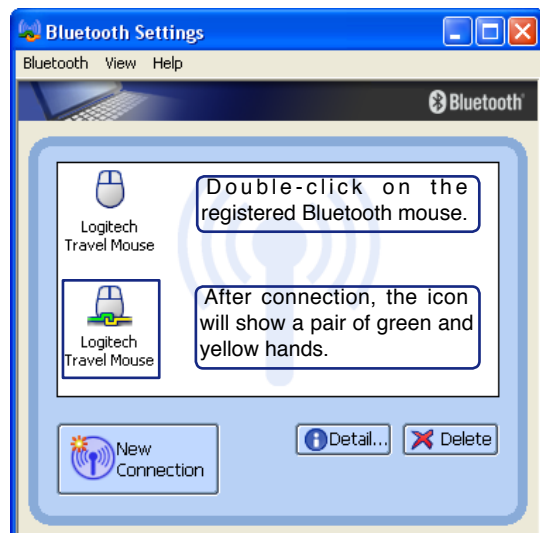 Bluetooth Settings
Bluetooth View Help
Bluetooth
Logitech
Travel Mouse
Double-click on the
registered Bluetooth mouse.
Logitech
Travel Mouse
After connection, the icon
will show a pair of green and
yellow hands.
New
Connection
Detail...
Delete